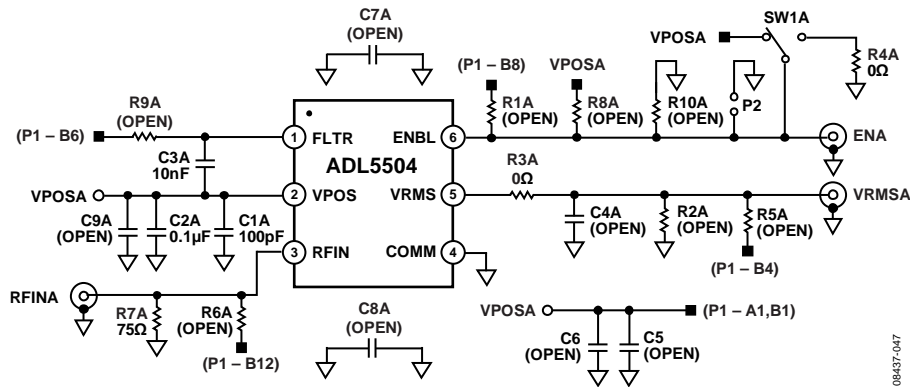 C7A
(OPEN)
SW1A
VPOSA
R4A
0Ω
(P1 – B8)
VPOSA
R9A
(OPEN)
R1A
(OPEN)
R8A
(OPEN)
R10A
(OPEN)
P2
(P1 – B6)
1
FLTR
ENBL
6
ENA
C3A
10nF
ADL5504
R3A
0Ω
VPOSA
2
VPOS
VRMS
5
VRMSA
C9A
(OPEN)
C2A
0.1µF
C1A
100pF
C4A
(OPEN)
R2A
(OPEN)
R5A
(OPEN)
3
RFIN
COMM
4
(P1 – B4)
RFINA
R7A
75Ω
R6A
(OPEN)
(P1 – B12)
C8A
(OPEN)
VPOSA
(P1 – A1,B1)
C6
(OPEN)
C5
(OPEN)
08437-047